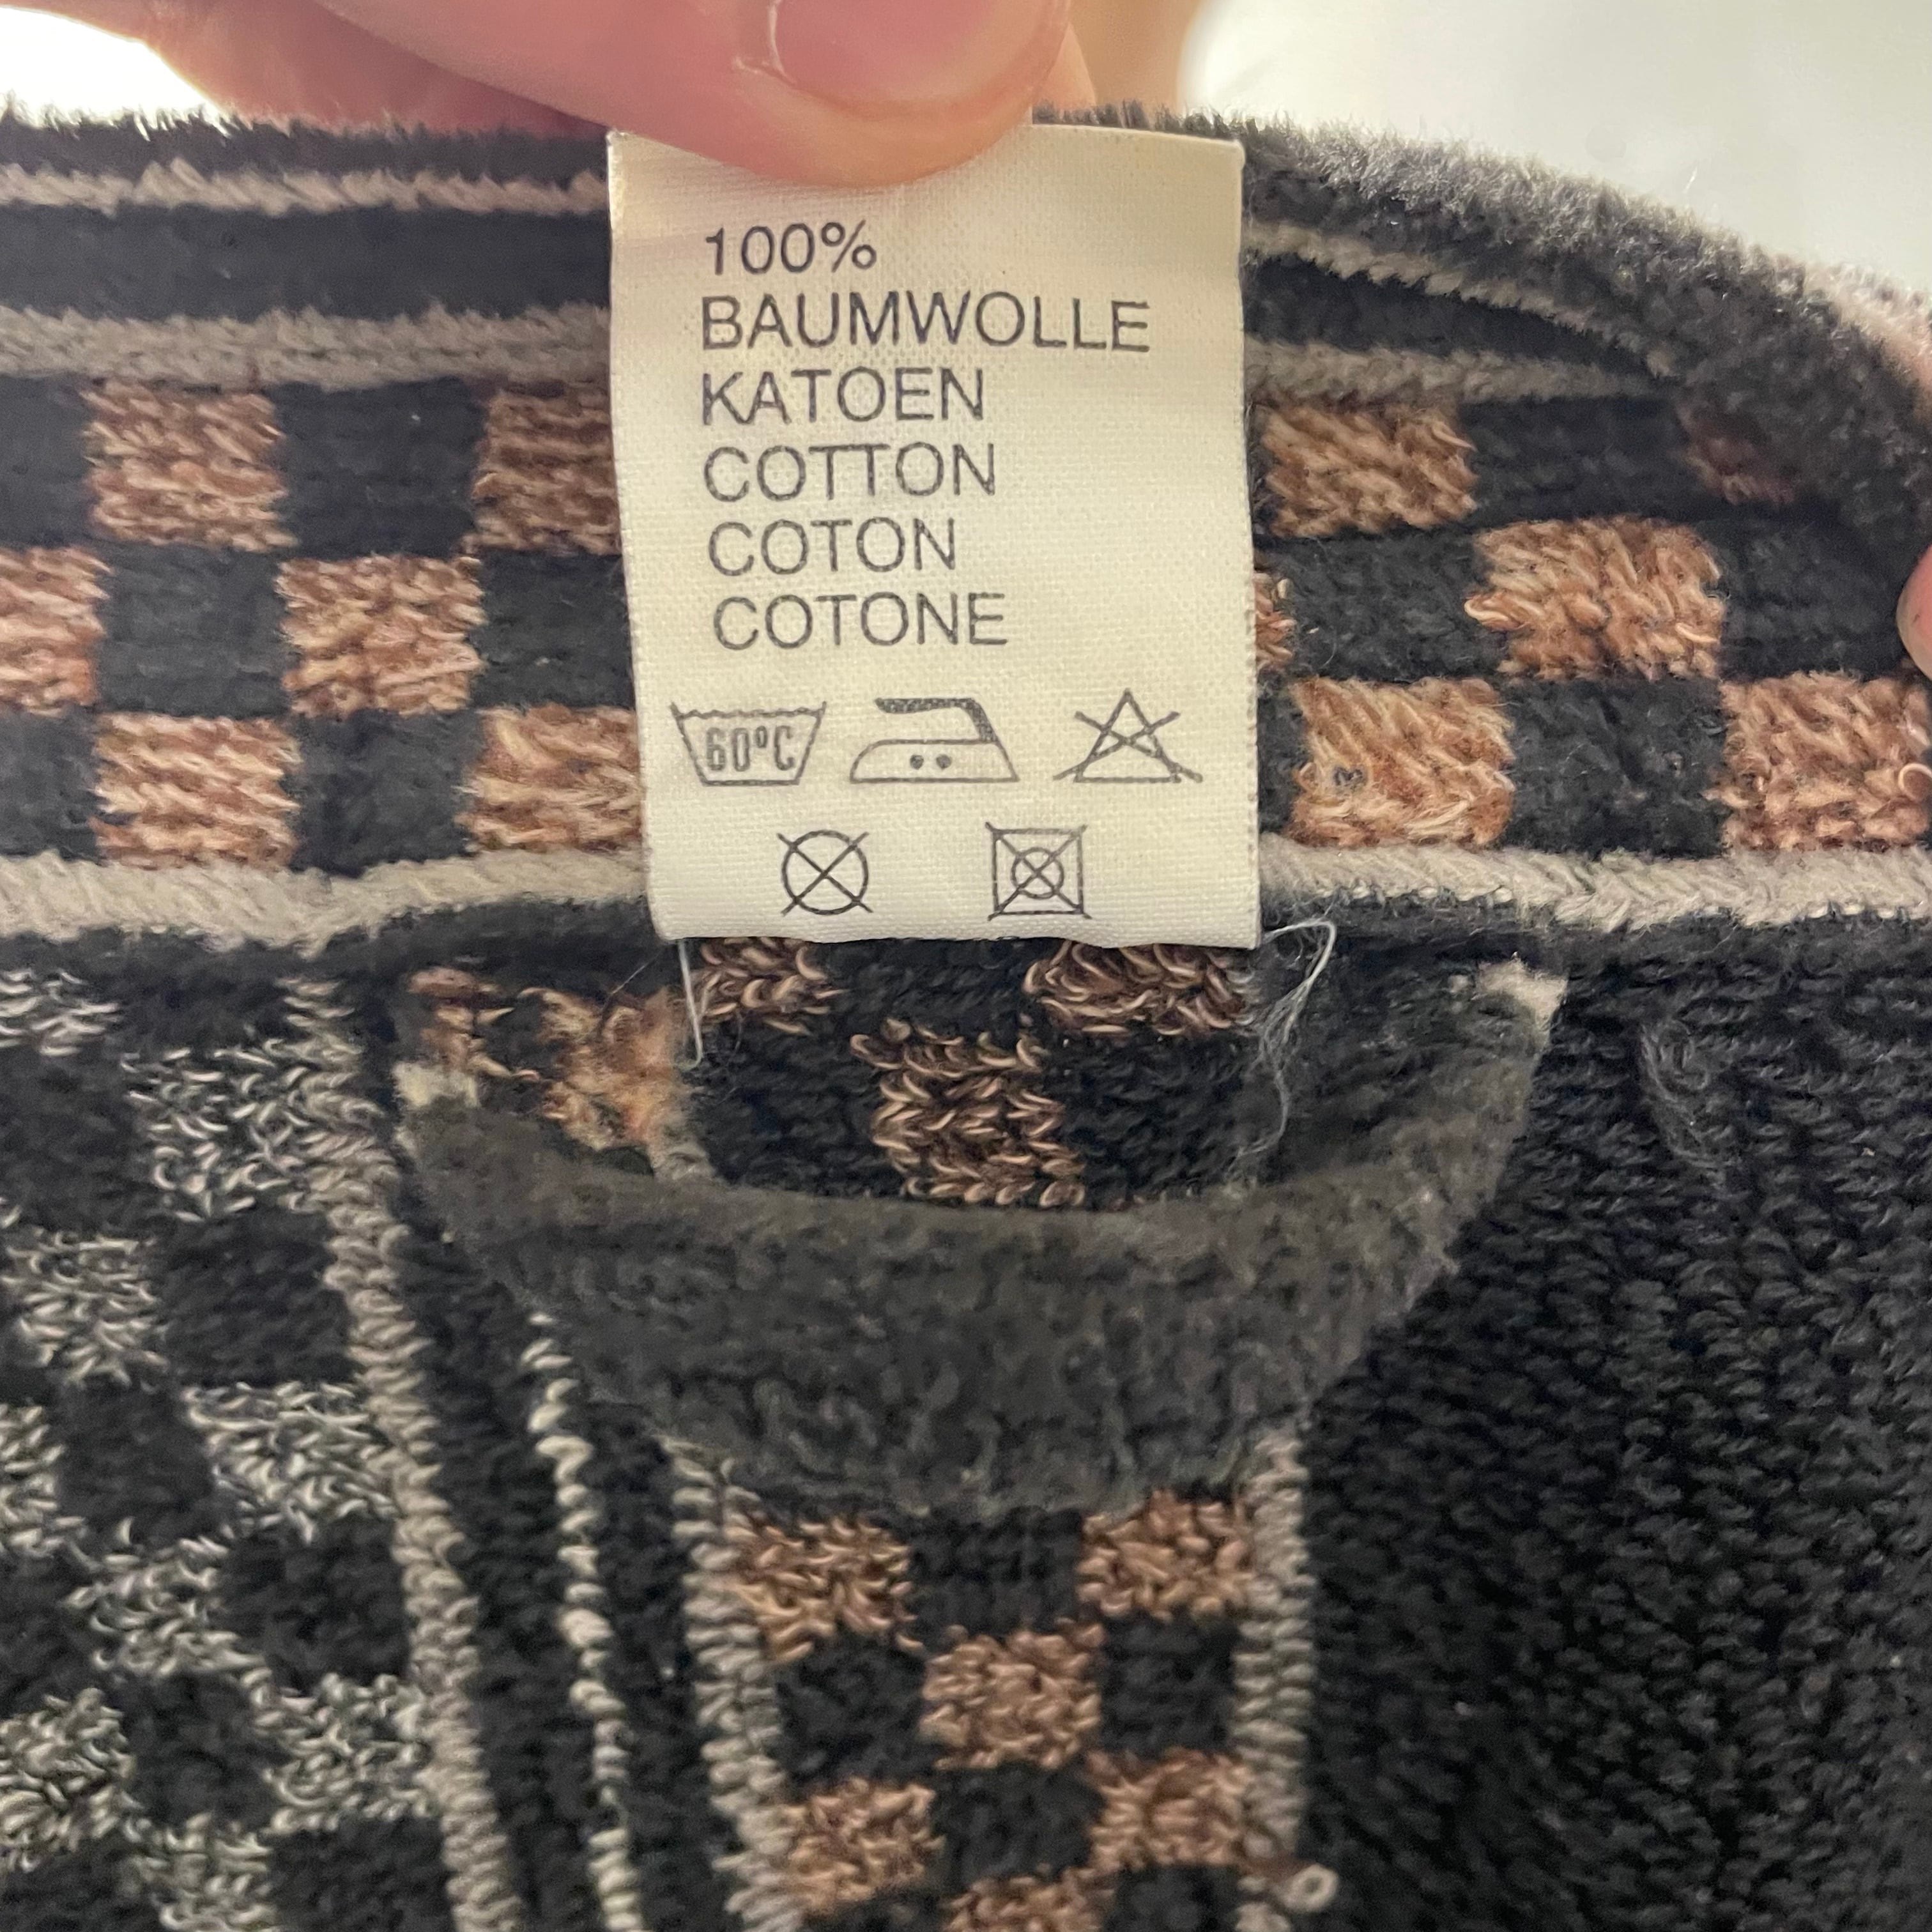 100%
BAUMWOLLE
KATOEN
COTTON
COTON
COTONE
60°C